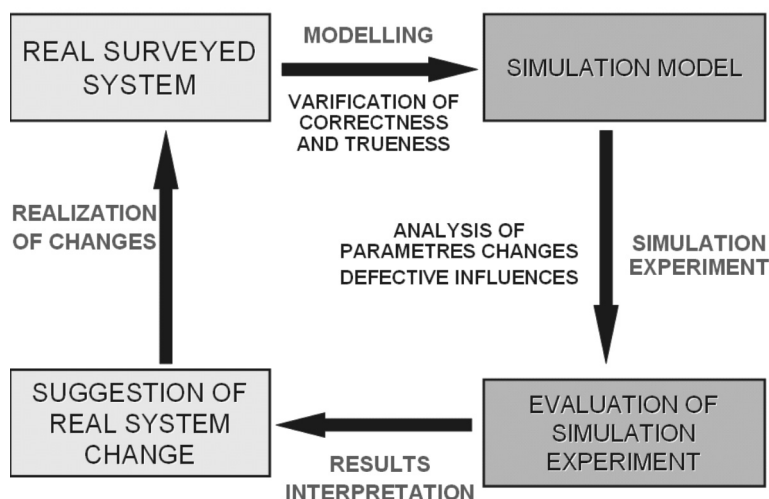 REAL SURVEYED
SYSTEM
MODELLING
VARIFICATION OF
CORRECTNESS
AND TRUENESS
SIMULATION MODEL
REALIZATION
OF CHANGES
ANALYSIS OF
PARAMETRES CHANGES
DEFECTIVE INFLUENCES
SIMULATION
EXPERIMENT
SUGGESTION OF
REAL SYSTEM
CHANGE
RESULTS
INTERPRETATION
EVALUATION OF
SIMULATION
EXPERIMENT